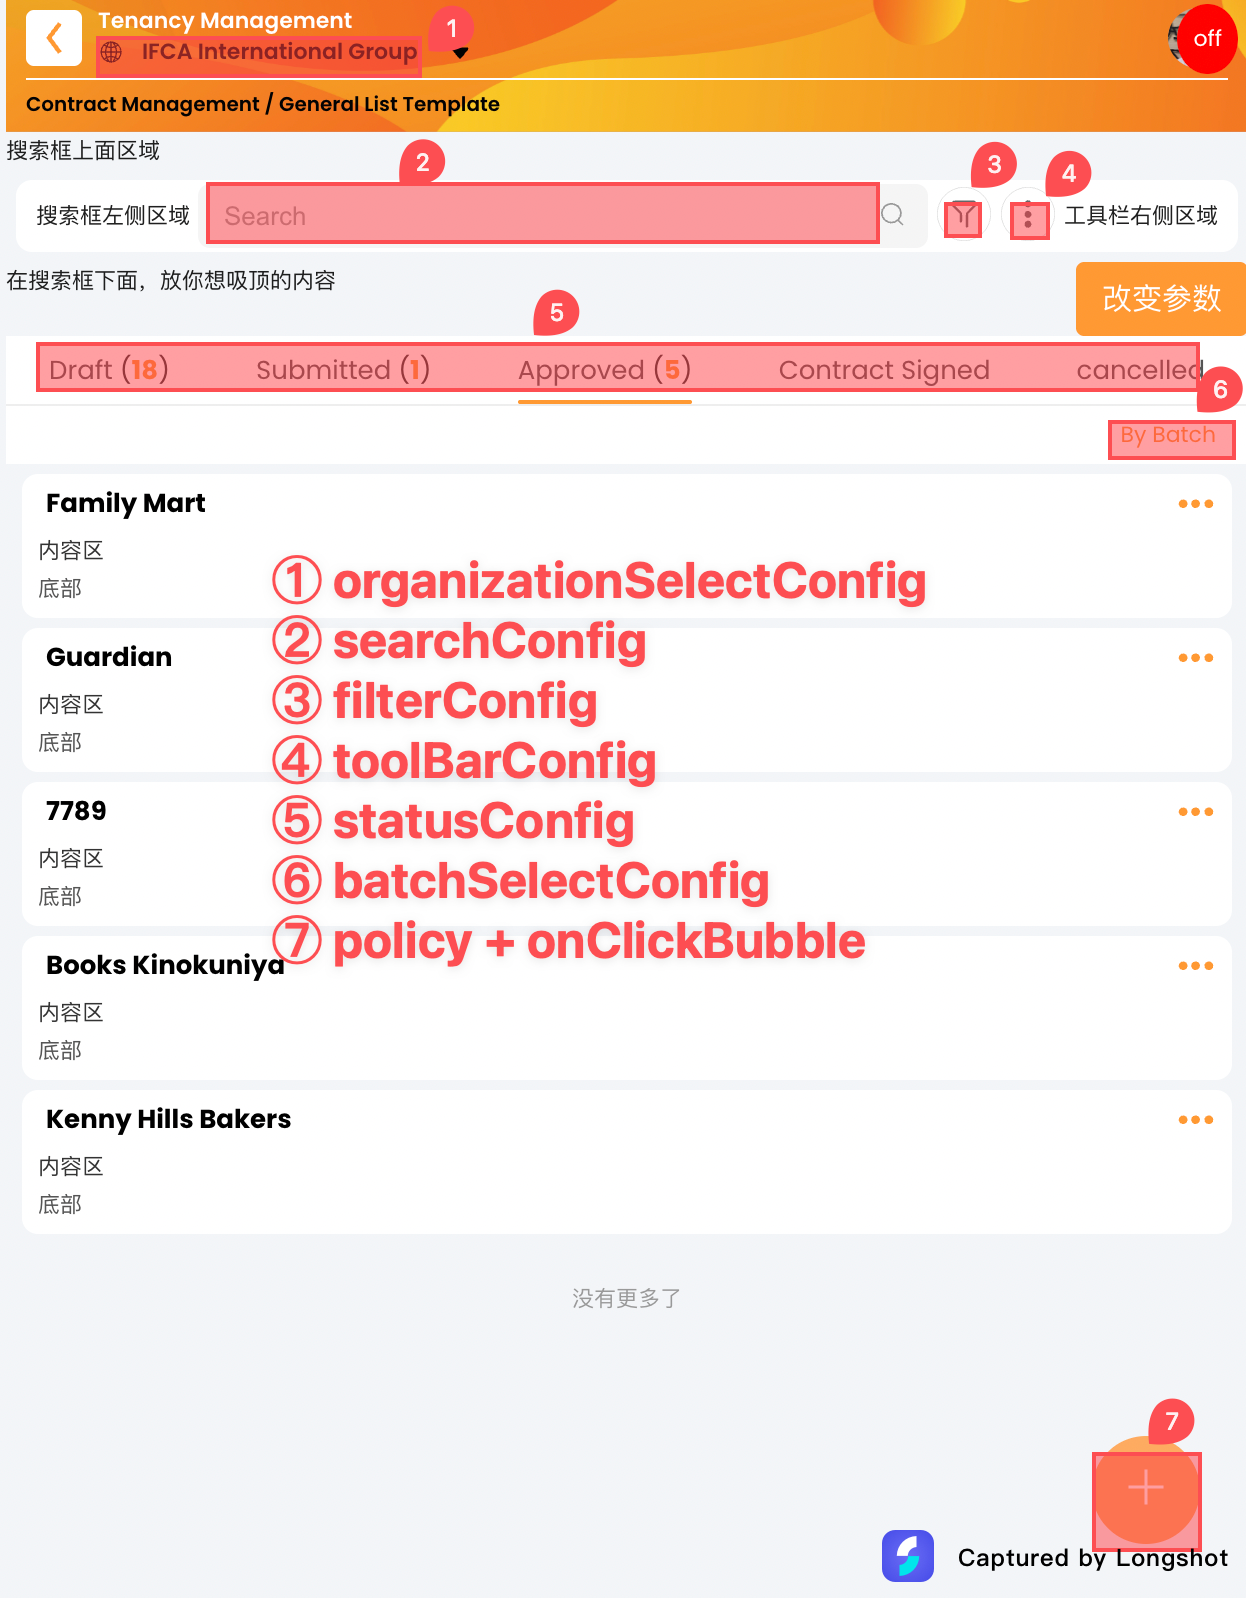 Tenancy Management
1
IFCA International Group
off
Contract Management / General List Template
搜索框上面区域
2
3
4
搜索框左侧区域
Search
工具栏右侧区域
在搜索框下面，放你想吸顶的内容
改变参数
5
Draft (18)
Submitted (1)
Approved (5)
Contract Signed
cancelled
6
By Batch
Family Mart
内容区
底部
① organizationSelectConfig
② searchConfig
Guardian
内容区
③ filterConfig
底部
④ toolBarConfig
7789
⑤ statusConfig
内容区
⑥ batchSelectConfig
底部
⑦ policy + onClickBubble
Books Kinokuniya
内容区
底部
Kenny Hills Bakers
内容区
底部
没有更多了
7
Captured by Longshot